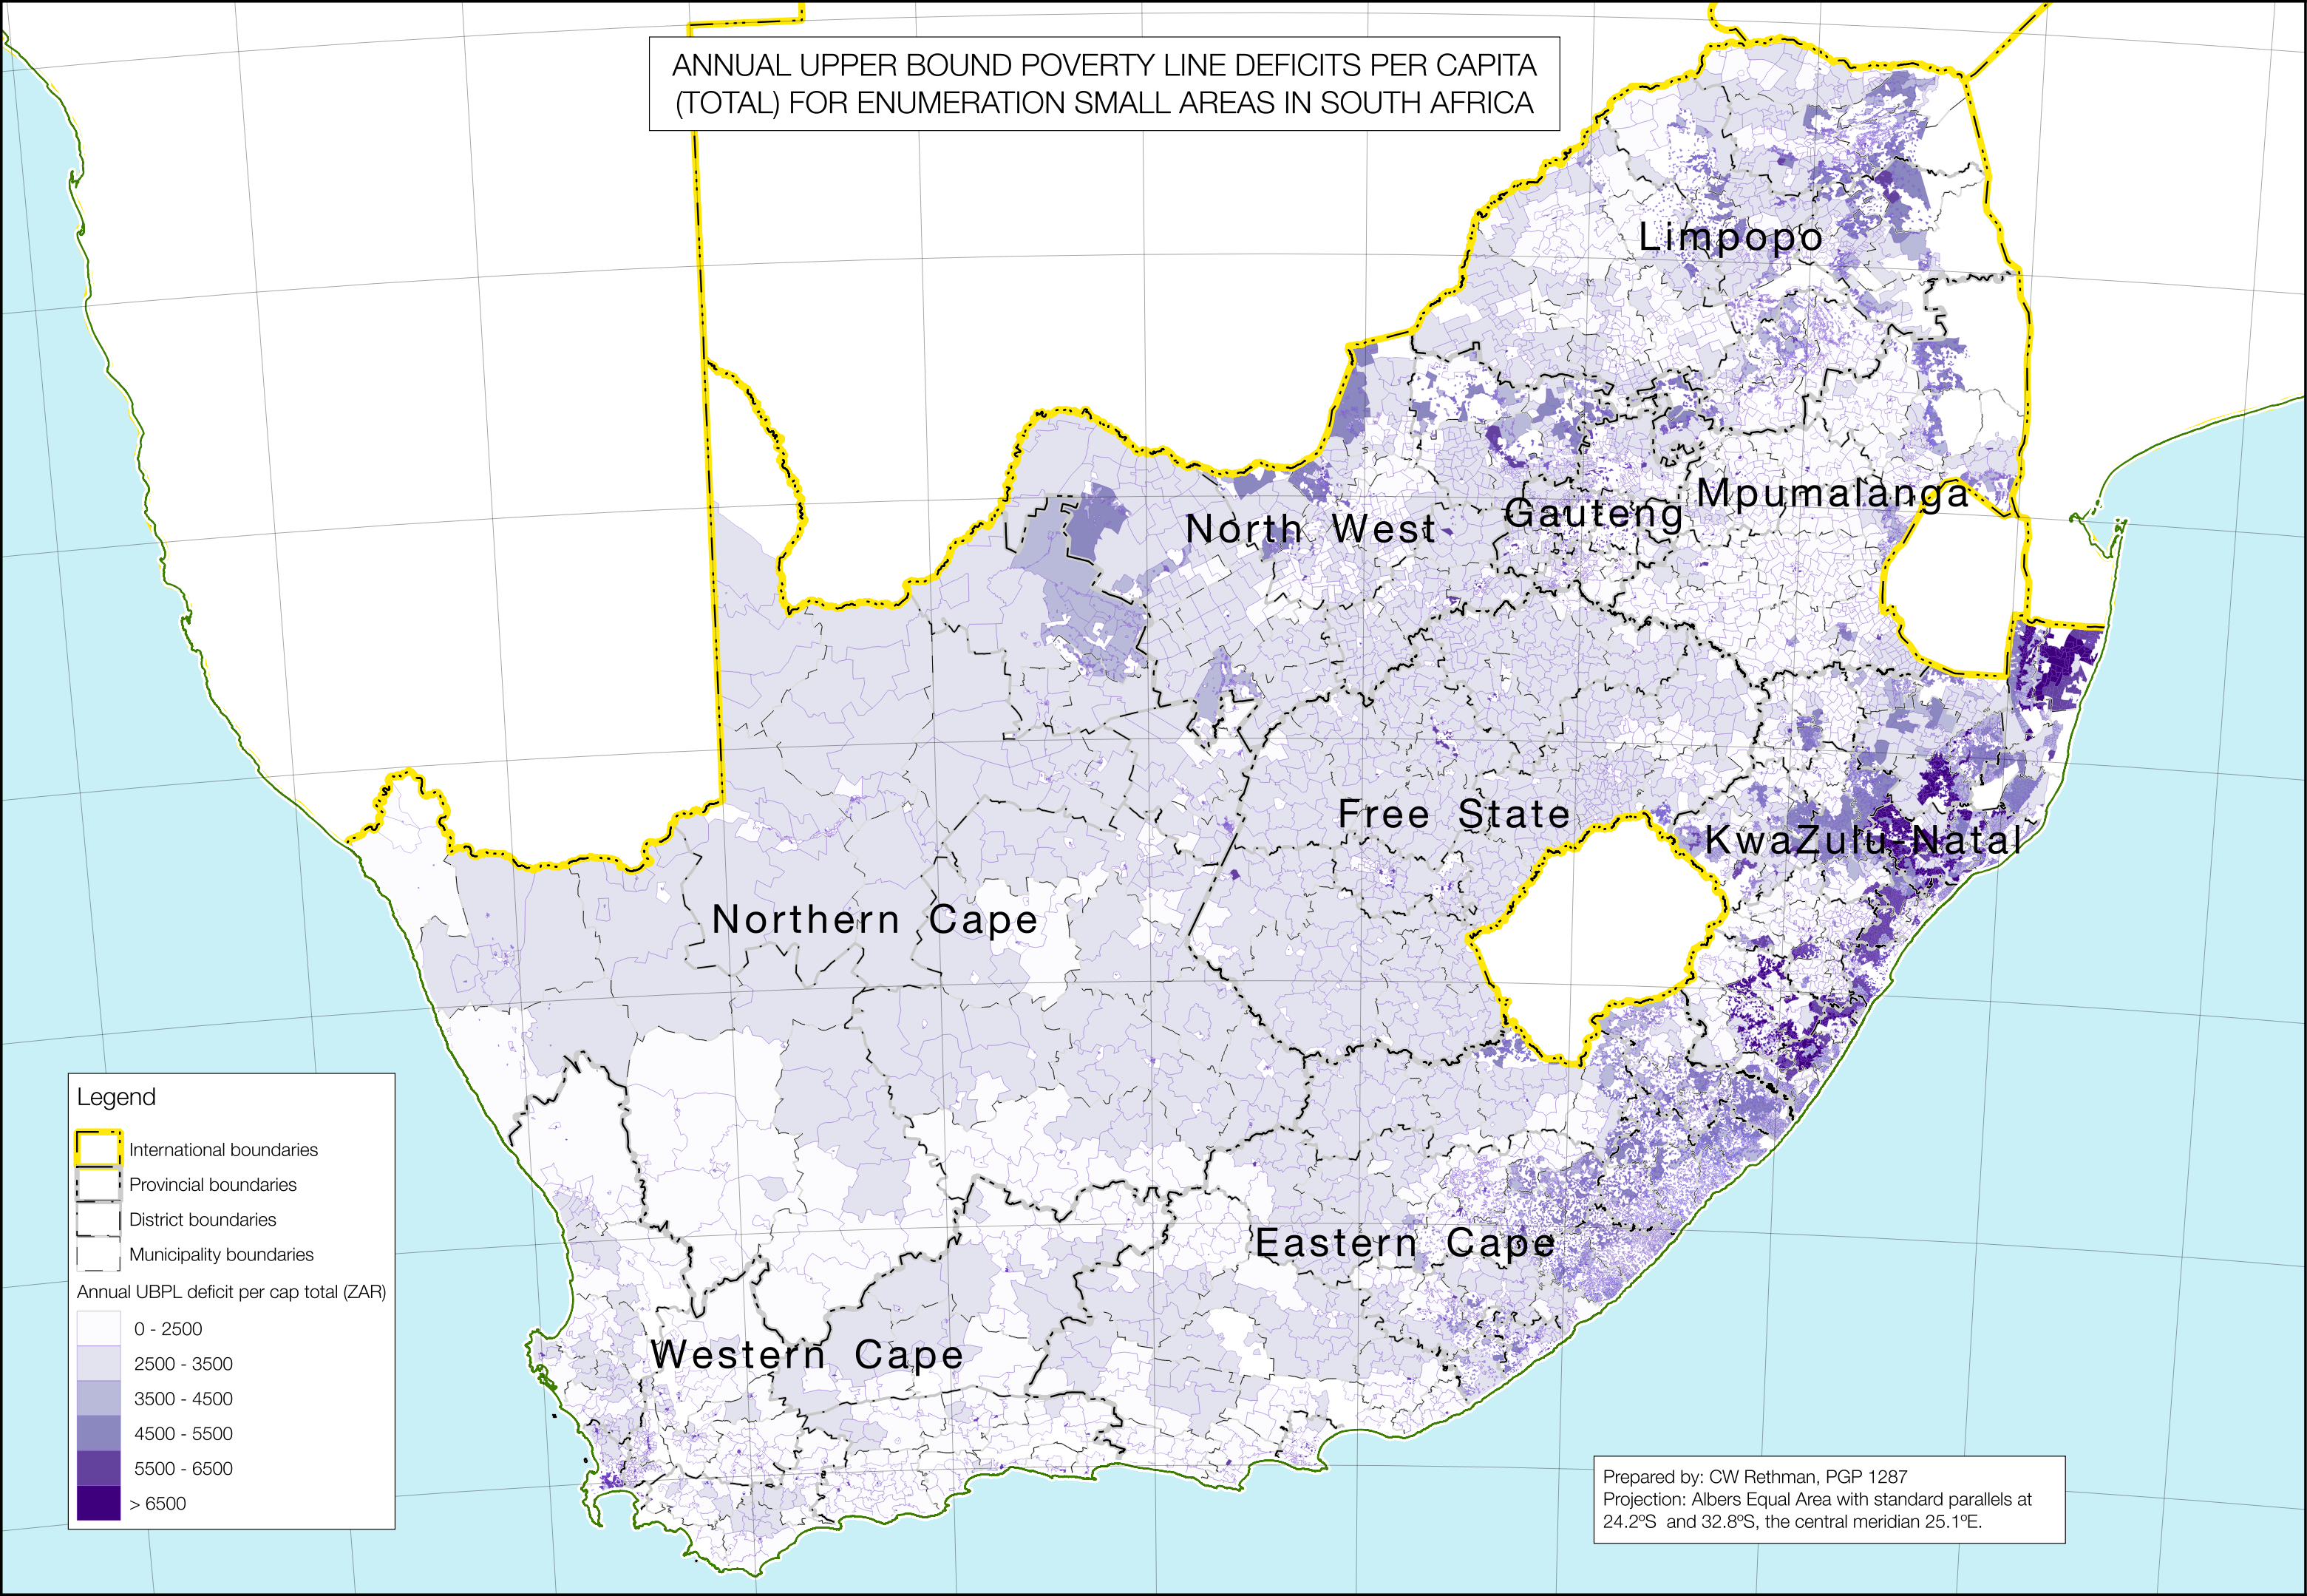 ANNUAL UPPER BOUND POVERTY LINE DEFICITS PER CAPITA
(TOTAL) FOR ENUMERATION SMALL AREAS IN SOUTH AFRICA
Limpopo
Mpumalanga
Gauteng
North West
Free State
KwaZulu-Natal
Northern Cape
Eastern Cape
Western Cape
Legend
International boundaries
Provincial boundaries
District boundaries
Municipality boundaries
Annual UBPL deficit per cap total (ZAR)
0 - 2500
2500 - 3500
3500 - 4500
4500 - 5500
5500 - 6500
> 6500
Prepared by: CW Rethman, PGP 1287
Projection: Albers Equal Area with standard parallels at
24.2ºS and 32.8ºS, the central meridian 25.1ºE.